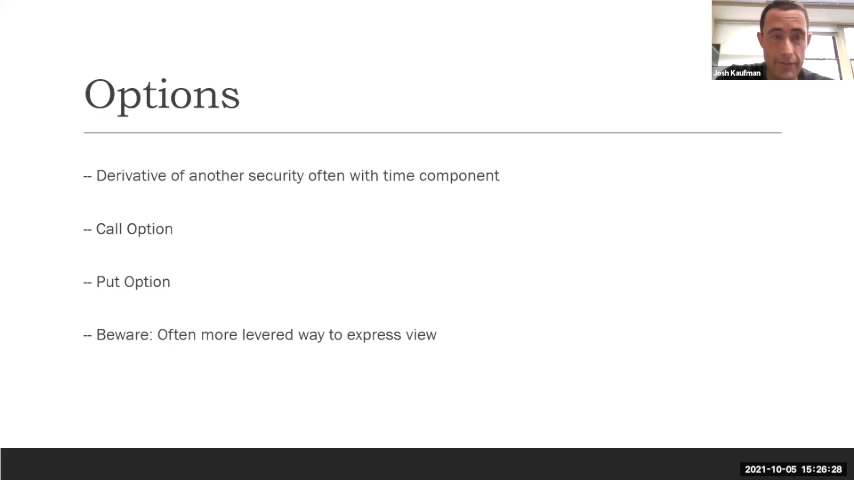 Josh Kaufman
Options
-- Derivative of another security often with time component
-- Call Option
-- Put Option
-- Beware: Often more levered way to express view
2021-10-05 15:26:28